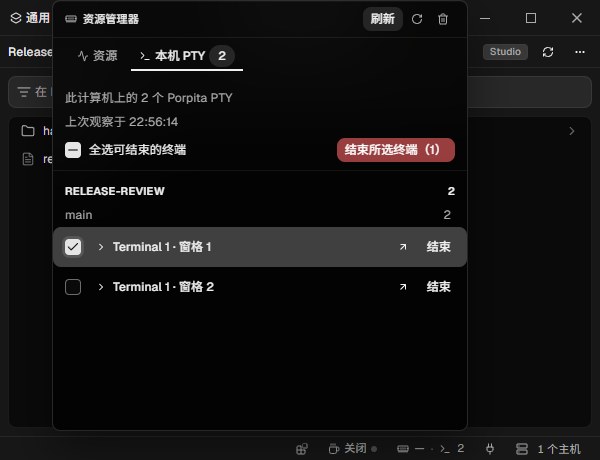 通用
资源管理器
刷新
Release
Studio
资源
本机 PTY 2
在
此计算机上的 2 个 Porpita PTY
上次观察于 22:56:14
全选可结束的终端
结束所选终端（1）
RELEASE-REVIEW 2
main 2
Terminal 1 · 窗格 1 结束
Terminal 1 · 窗格 2 结束
关闭
— · 2
1 个主机